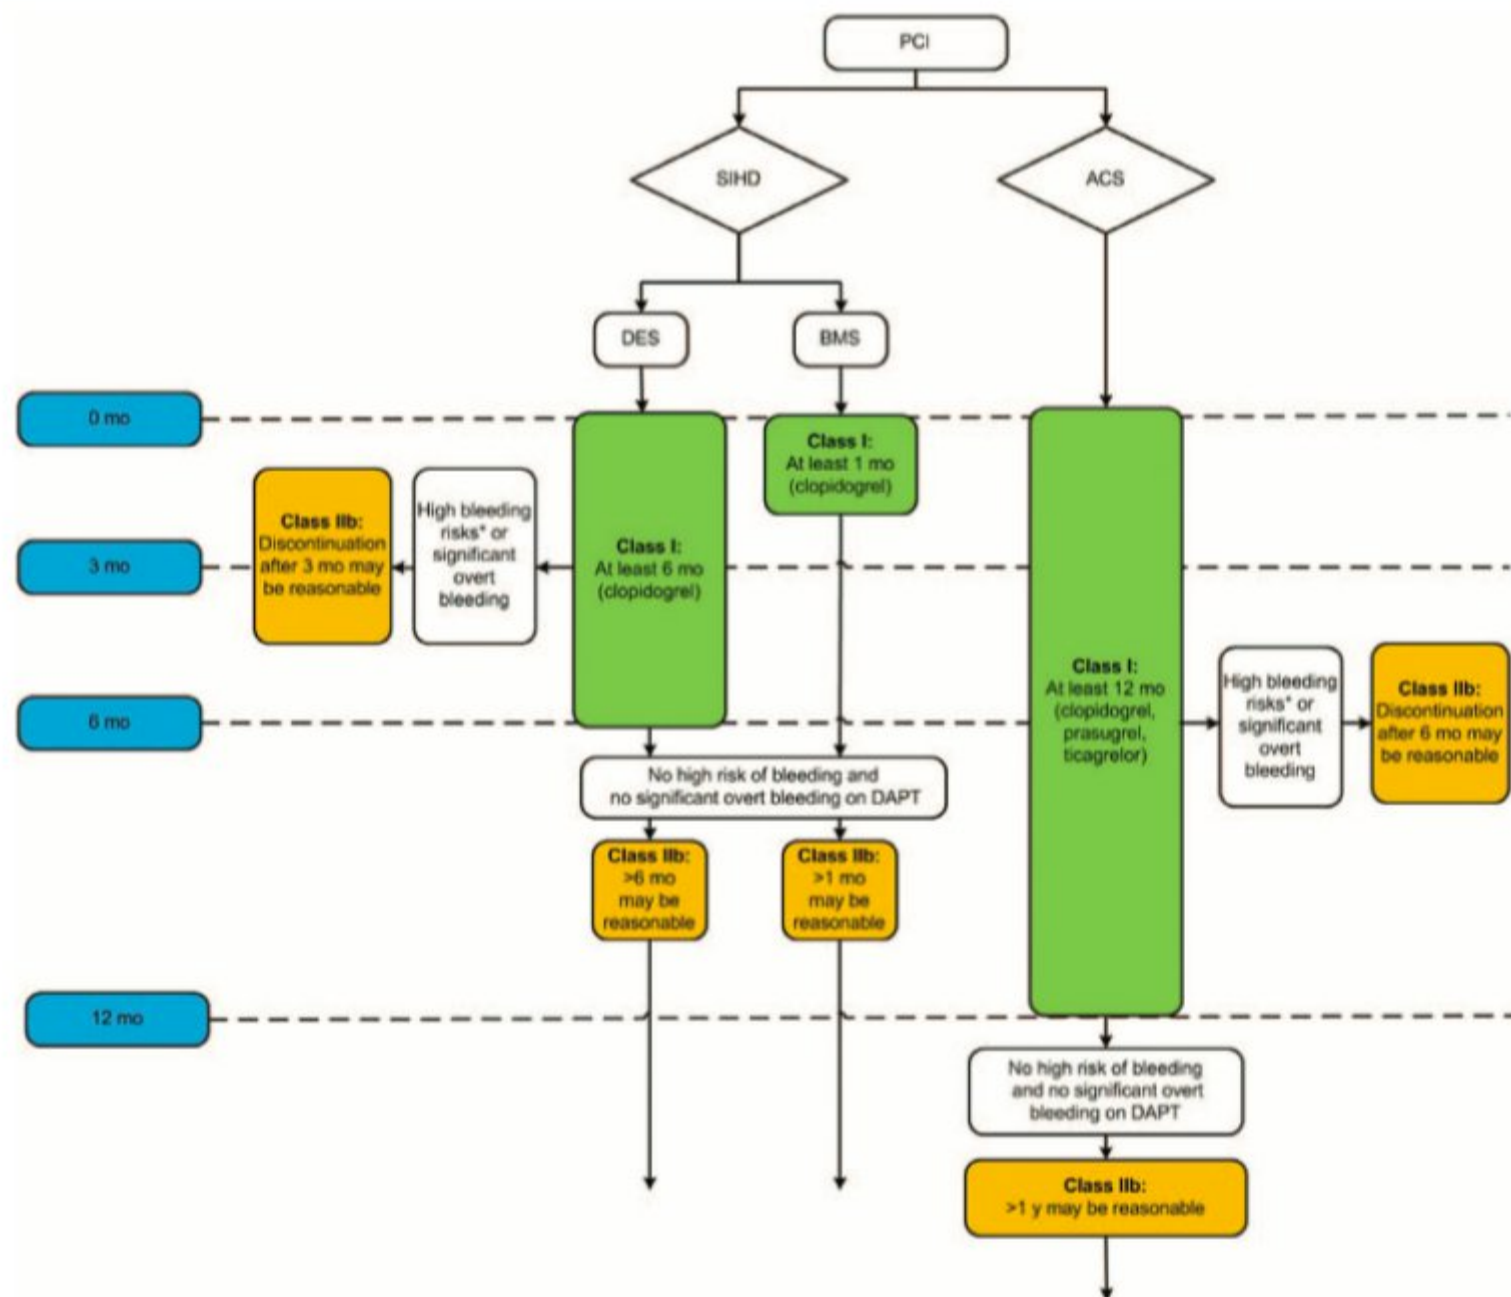 PCI
SIHD
ACS
DES
BMS
0 mo
Class I:
At least 1 mo
(clopidogrel)
3 mo
Class IIb:
Discontinuation
after 3 mo may
be reasonable
High bleeding
risks* or
significant
overt
bleeding
Class I:
At least 6 mo
(clopidogrel)
6 mo
Class I:
At least 12 mo
(clopidogrel,
prasugrel,
ticagrelor)
High bleeding
risks* or
significant
overt
bleeding
Class IIb:
Discontinuation
after 6 mo may
be reasonable
No high risk of bleeding and
no significant overt bleeding on DAPT
Class IIb:
>6 mo
may be
reasonable
Class IIb:
>1 mo
may be
reasonable
12 mo
No high risk of bleeding
and no significant overt
bleeding on DAPT
Class IIb:
>1 y may be reasonable